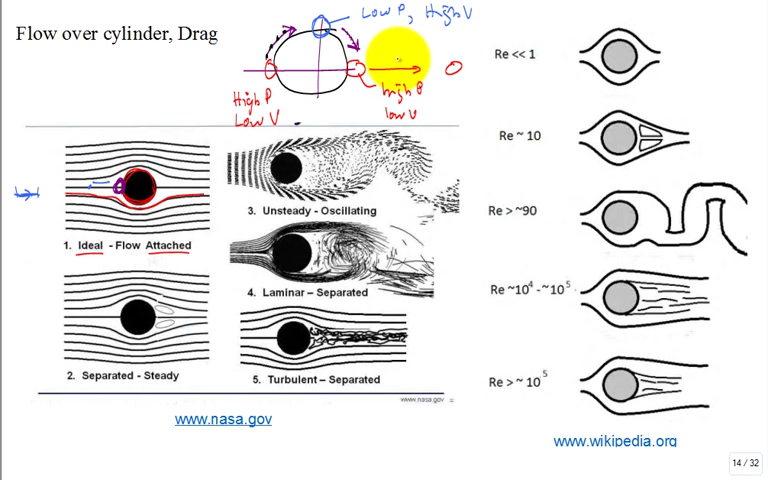 Flow over cylinder, Drag
Low P, High V
High P
Low V
high P
low V
1. Ideal - Flow Attached
2. Separated - Steady
3. Unsteady - Oscillating
4. Laminar – Separated
5. Turbulent – Separated
www.nasa.gov
www.nasa.gov
Re << 1
Re ~ 10
Re > ~90
Re ~10⁴ - ~10⁵
Re > ~ 10⁵
www.wikipedia.org
14 / 32